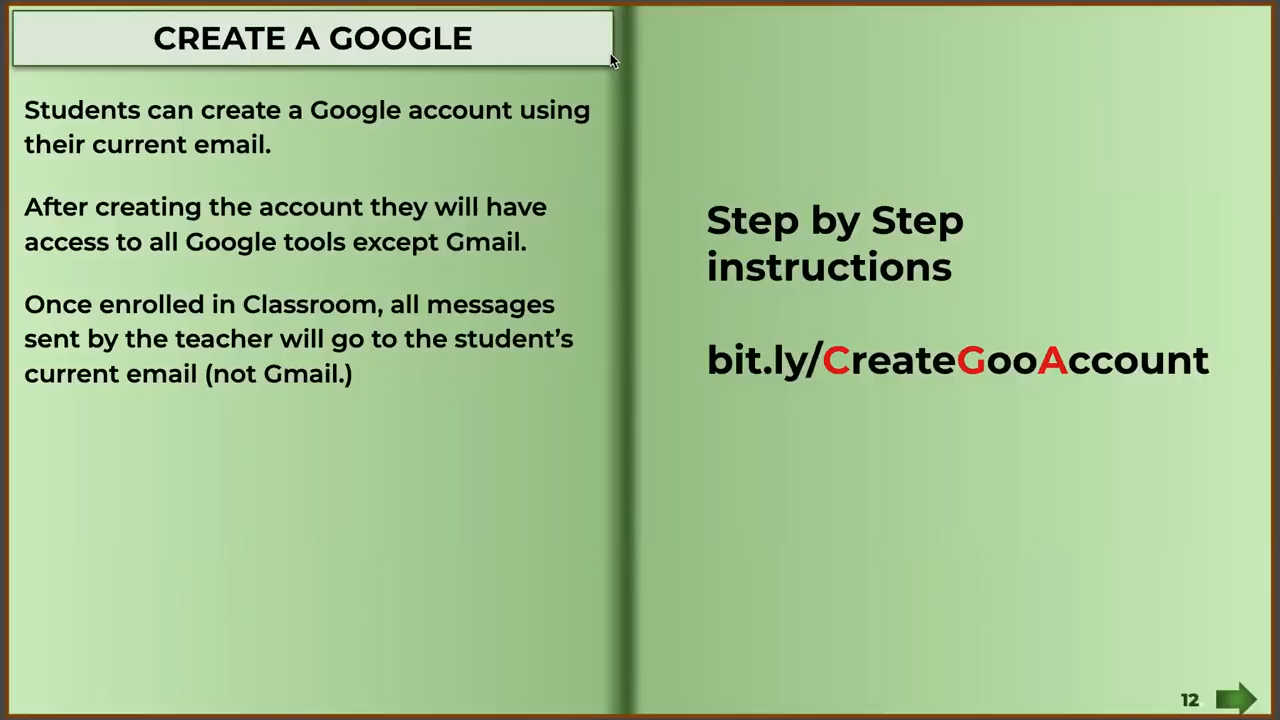 CREATE A GOOGLE
Students can create a Google account using
their current email.
After creating the account they will have
access to all Google tools except Gmail.
Once enrolled in Classroom, all messages
sent by the teacher will go to the student’s
current email (not Gmail.)
Step by Step
instructions
bit.ly/CreateGooAccount
12